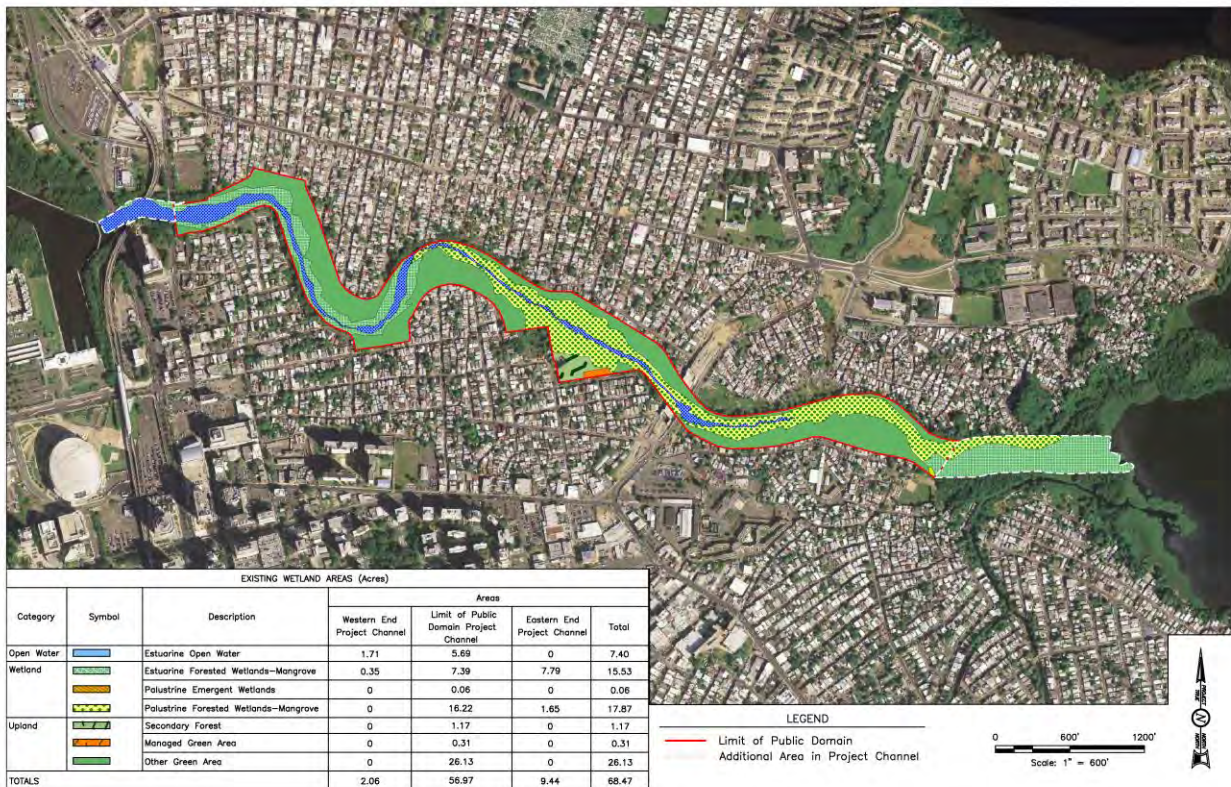 EXISTING WETLAND AREAS (Acres)
Category Symbol Description Areas
Western End Project Channel Limit of Public Domain Project Channel Eastern End Project Channel Total
Open Water Estuarine Open Water 1.71 5.69 0 7.40
Wetland Estuarine Forested Wetlands-Mangrove 0.35 7.39 7.79 15.53
Palustrine Emergent Wetlands 0 0.06 0 0.06
Palustrine Forested Wetlands-Mangrove 0 16.22 1.65 17.87
Upland Secondary Forest 0 1.17 0 1.17
Managed Green Area 0 0.31 0 0.31
Other Green Area 0 26.13 0 26.13
TOTALS 2.06 56.97 9.44 68.47
LEGEND
Limit of Public Domain
Additional Area in Project Channel
0 600' 1200'
Scale: 1" = 600'
PROJECT
TRUE
N
NORTH
NORTH